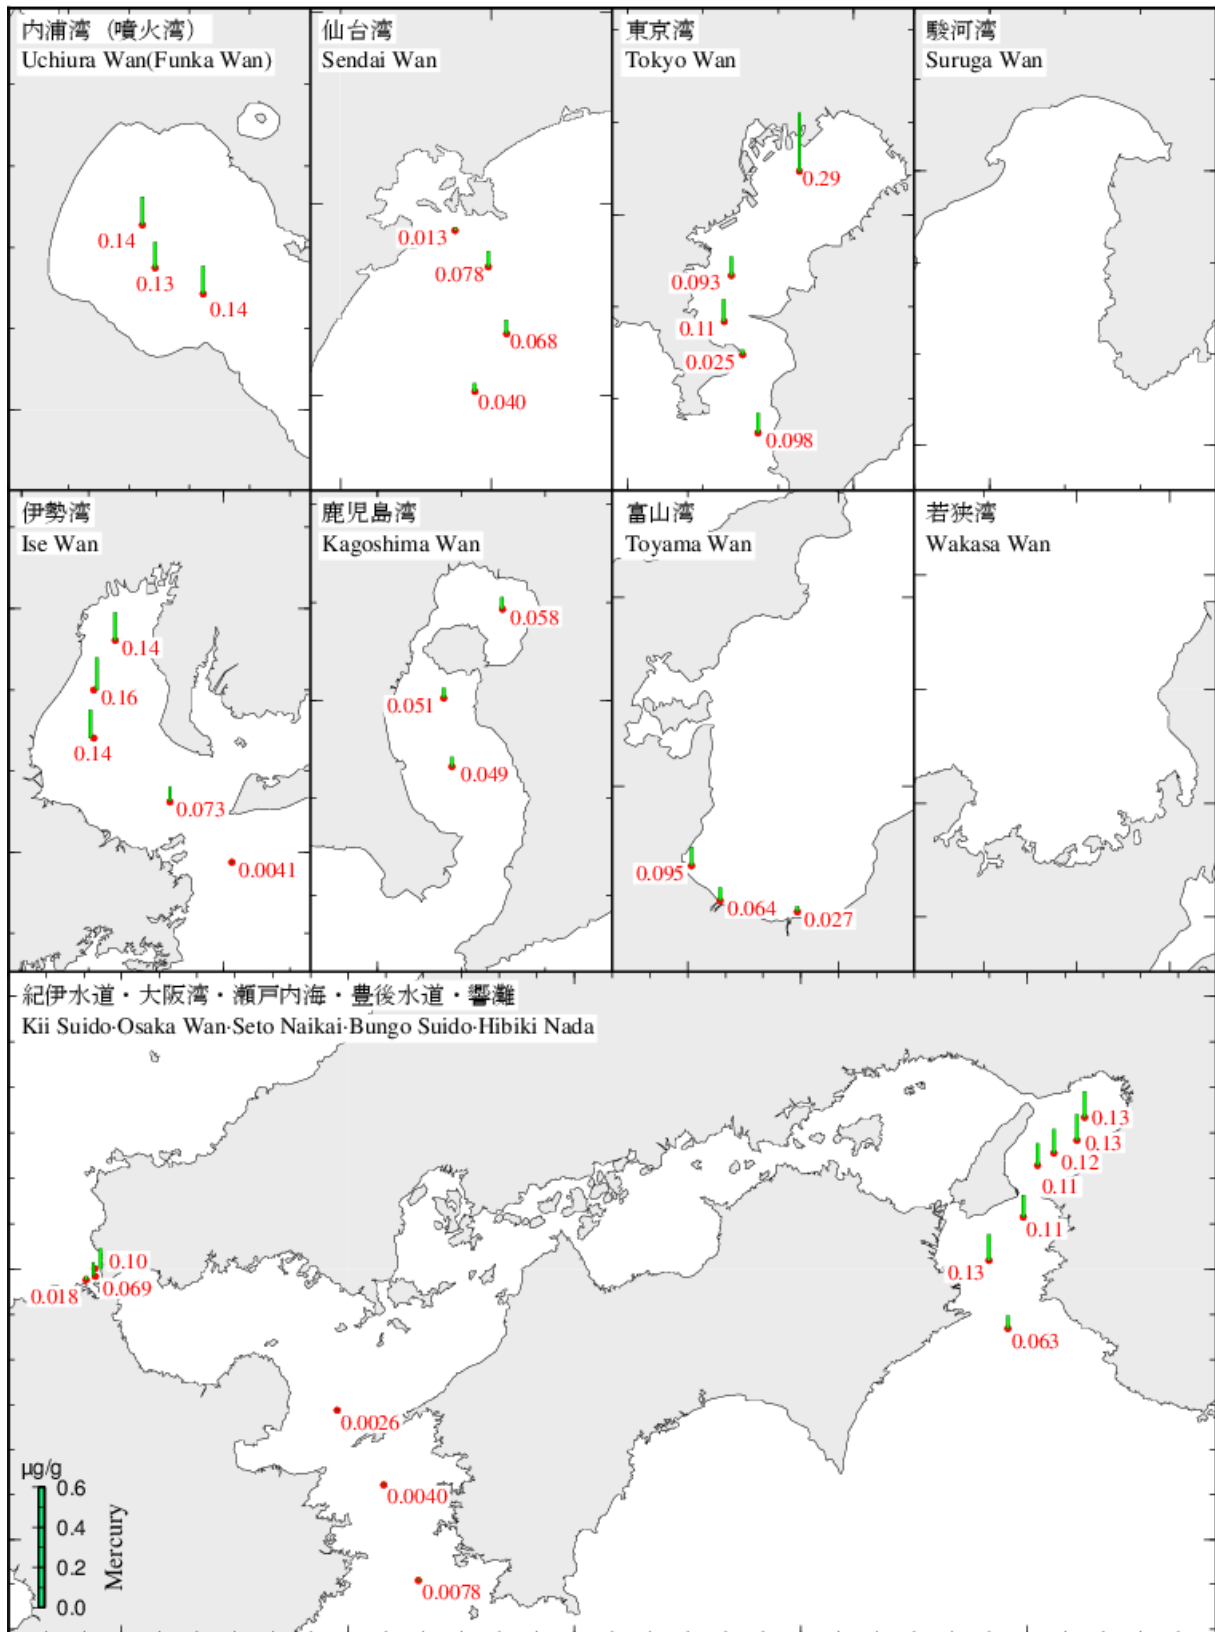 内浦湾（噴火湾）
Uchiura Wan(Funka Wan)
0.14
0.13
0.14
仙台湾
Sendai Wan
0.013
0.078
0.068
0.040
東京湾
Tokyo Wan
0.29
0.093
0.11
0.025
0.098
駿河湾
Suruga Wan
伊勢湾
Ise Wan
0.14
0.16
0.14
0.073
0.0041
鹿児島湾
Kagoshima Wan
0.058
0.051
0.049
富山湾
Toyama Wan
0.095
0.064
0.027
若狭湾
Wakasa Wan
紀伊水道・大阪湾・瀬戸内海・豊後水道・響灘
Kii Suido·Osaka Wan·Seto Naikai·Bungo Suido·Hibiki Nada
0.13
0.13
0.12
0.11
0.11
0.13
0.063
0.10
0.069
0.018
0.0026
0.0040
0.0078
µg/g
0.6
0.4
0.2
0.0
Mercury